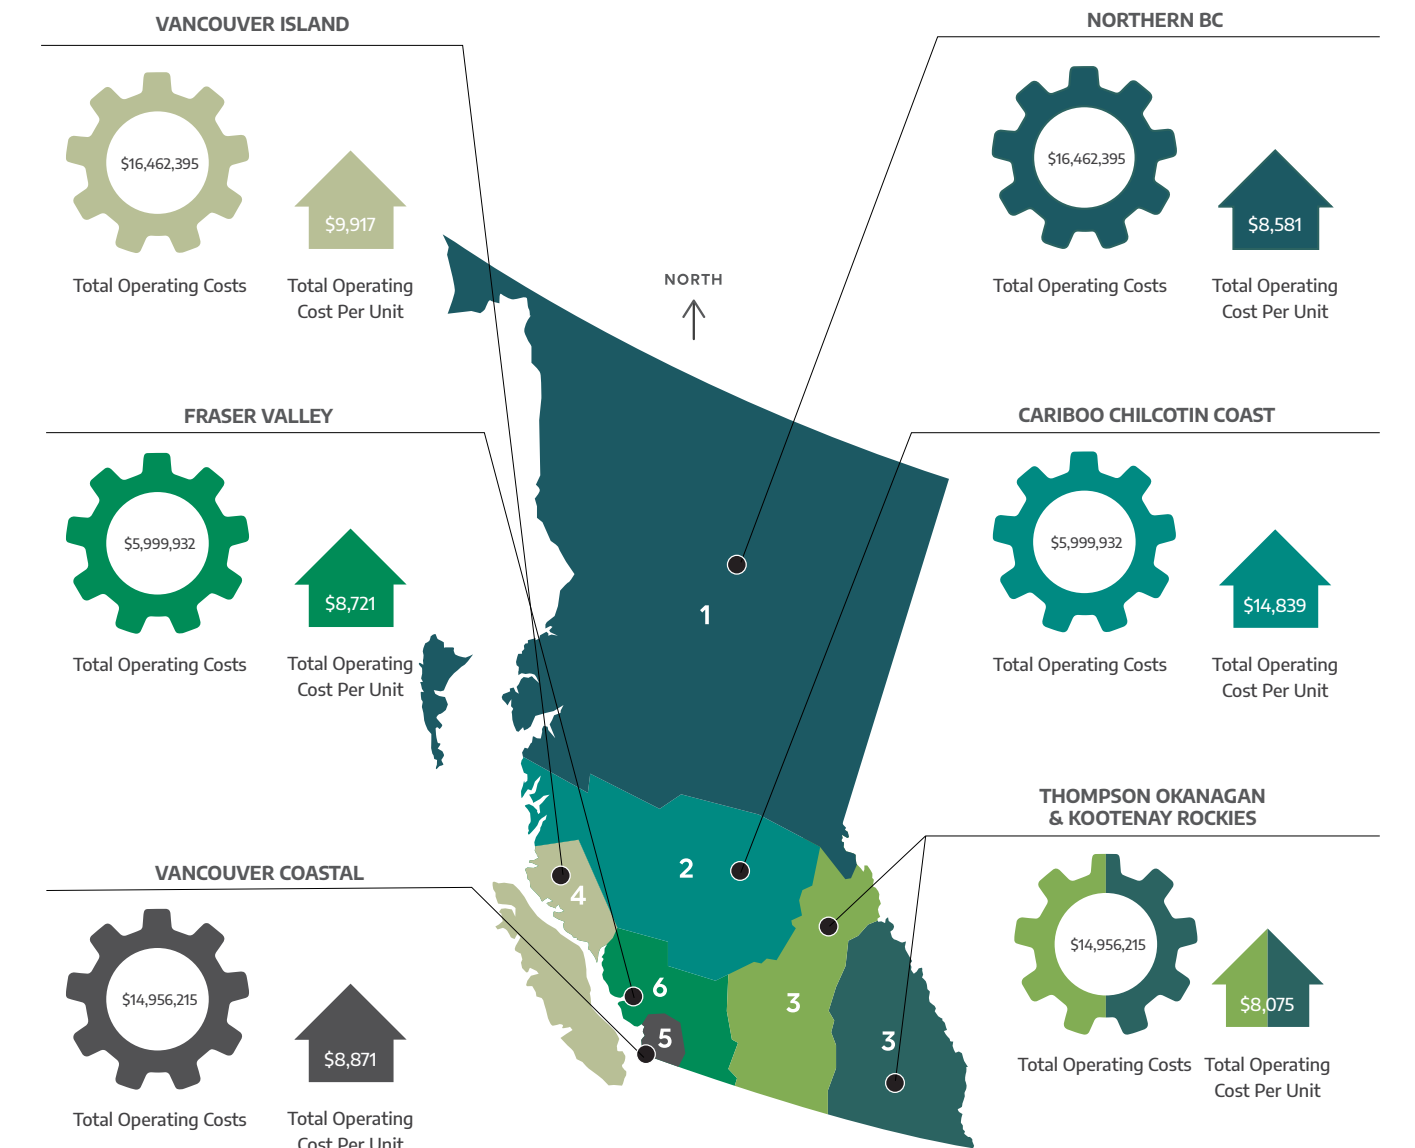 VANCOUVER ISLAND
$16,462,395
$9,917
Total Operating Costs
Total Operating
Cost Per Unit
NORTHERN BC
$16,462,395
$8,581
Total Operating Costs
Total Operating
Cost Per Unit
NORTH
FRASER VALLEY
$5,999,932
$8,721
Total Operating Costs
Total Operating
Cost Per Unit
CARIBOO CHILCOTIN COAST
$5,999,932
$14,839
Total Operating Costs
Total Operating
Cost Per Unit
VANCOUVER COASTAL
$14,956,215
$8,871
Total Operating Costs
Total Operating
Cost Per Unit
THOMPSON OKANAGAN
& KOOTENAY ROCKIES
$14,956,215
$8,075
Total Operating Costs
Total Operating
Cost Per Unit
1
2
4
6
3
5
3